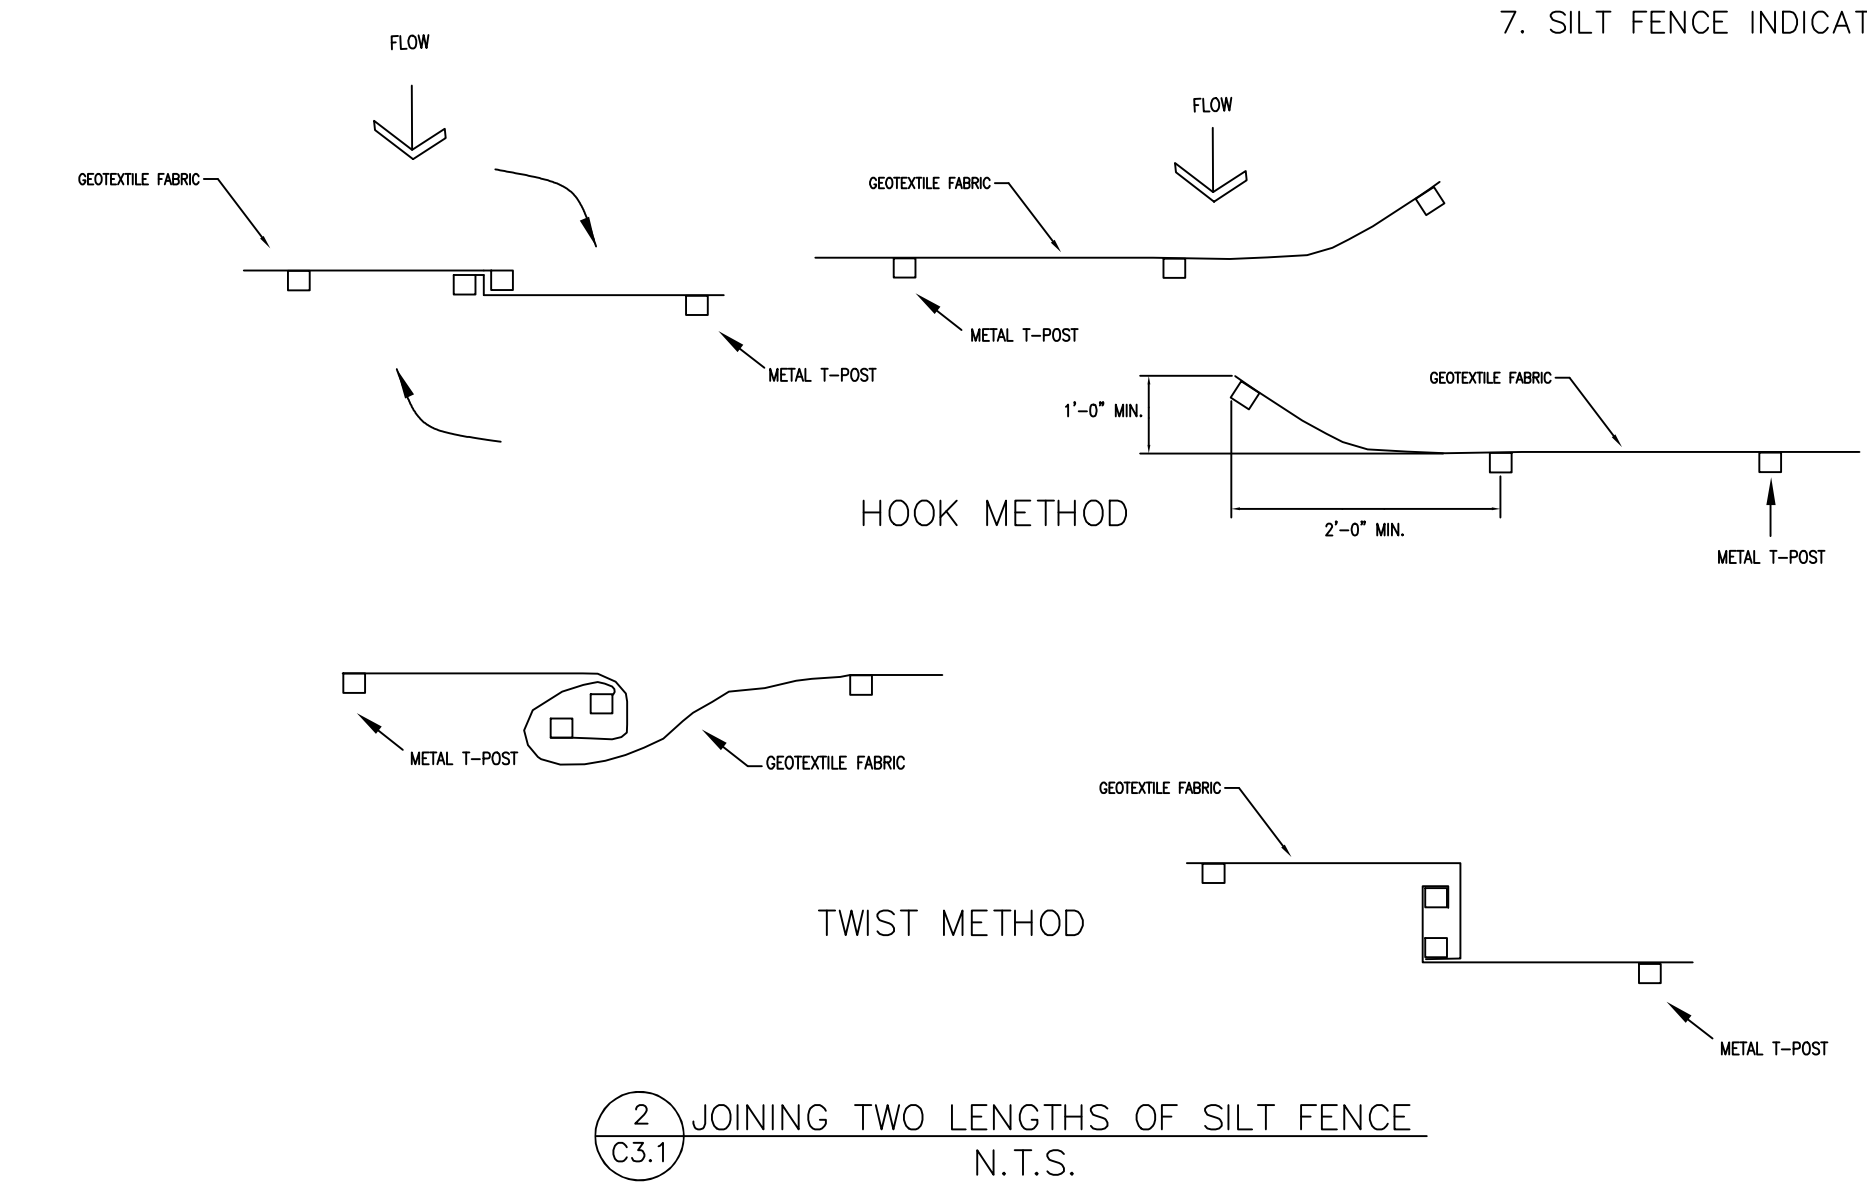 7. SILT FENCE INDICAT
FLOW
FLOW
GEOTEXTILE FABRIC
GEOTEXTILE FABRIC
METAL T-POST
METAL T-POST
GEOTEXTILE FABRIC
1'-0" MIN.
HOOK METHOD
2'-0" MIN.
METAL T-POST
METAL T-POST
GEOTEXTILE FABRIC
GEOTEXTILE FABRIC
TWIST METHOD
METAL T-POST
2
C3.1
JOINING TWO LENGTHS OF SILT FENCE
N.T.S.